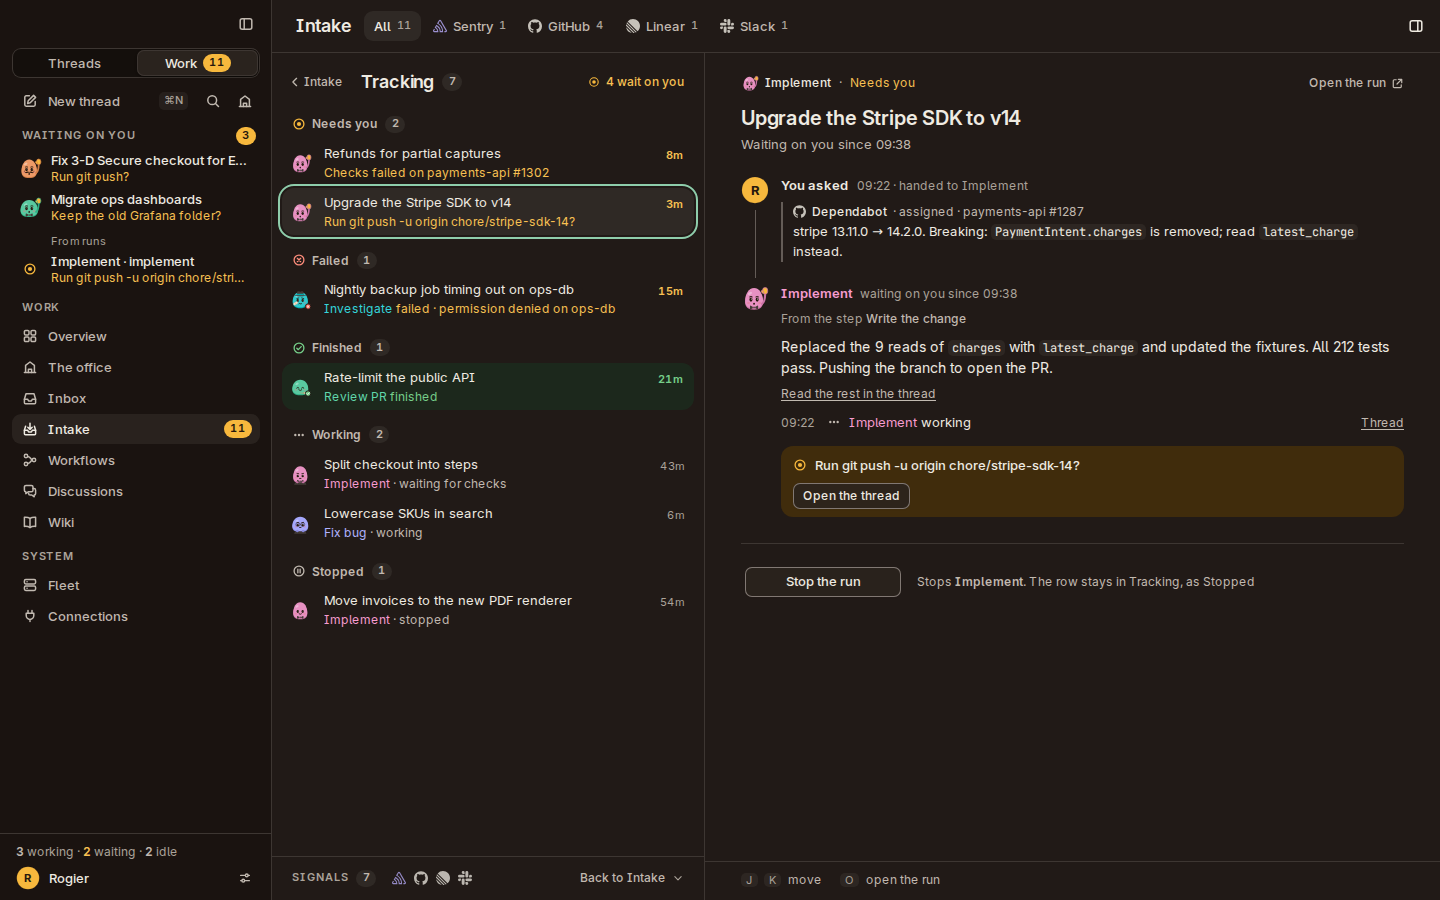 Threads
Work 11
New thread ⌘N
WAITING ON YOU 3
Fix 3-D Secure checkout for E...
Run git push?
Migrate ops dashboards
Keep the old Grafana folder?
From runs
Implement · implement
Run git push -u origin chore/stri...
WORK
Overview
The office
Inbox
Intake 11
Workflows
Discussions
Wiki
SYSTEM
Fleet
Connections
3 working · 2 waiting · 2 idle
R Rogier
Intake
All 11
Sentry 1
GitHub 4
Linear 1
Slack 1
Intake
Tracking 7
4 wait on you
Needs you 2
Refunds for partial captures 8m
Checks failed on payments-api #1302
Upgrade the Stripe SDK to v14 3m
Run git push -u origin chore/stripe-sdk-14?
Failed 1
Nightly backup job timing out on ops-db 15m
Investigate failed · permission denied on ops-db
Finished 1
Rate-limit the public API 21m
Review PR finished
Working 2
Split checkout into steps 43m
Implement · waiting for checks
Lowercase SKUs in search 6m
Fix bug · working
Stopped 1
Move invoices to the new PDF renderer 54m
Implement · stopped
SIGNALS 7
Back to Intake
Implement · Needs you
Open the run
Upgrade the Stripe SDK to v14
Waiting on you since 09:38
R You asked 09:22 · handed to Implement
Dependabot · assigned · payments-api #1287
stripe 13.11.0 → 14.2.0. Breaking: PaymentIntent.charges is removed; read latest_charge
instead.
Implement waiting on you since 09:38
From the step Write the change
Replaced the 9 reads of charges with latest_charge and updated the fixtures. All 212 tests
pass. Pushing the branch to open the PR.
Read the rest in the thread
09:22 Implement working Thread
Run git push -u origin chore/stripe-sdk-14?
Open the thread
Stop the run
Stops Implement. The row stays in Tracking, as Stopped
J K move O open the run